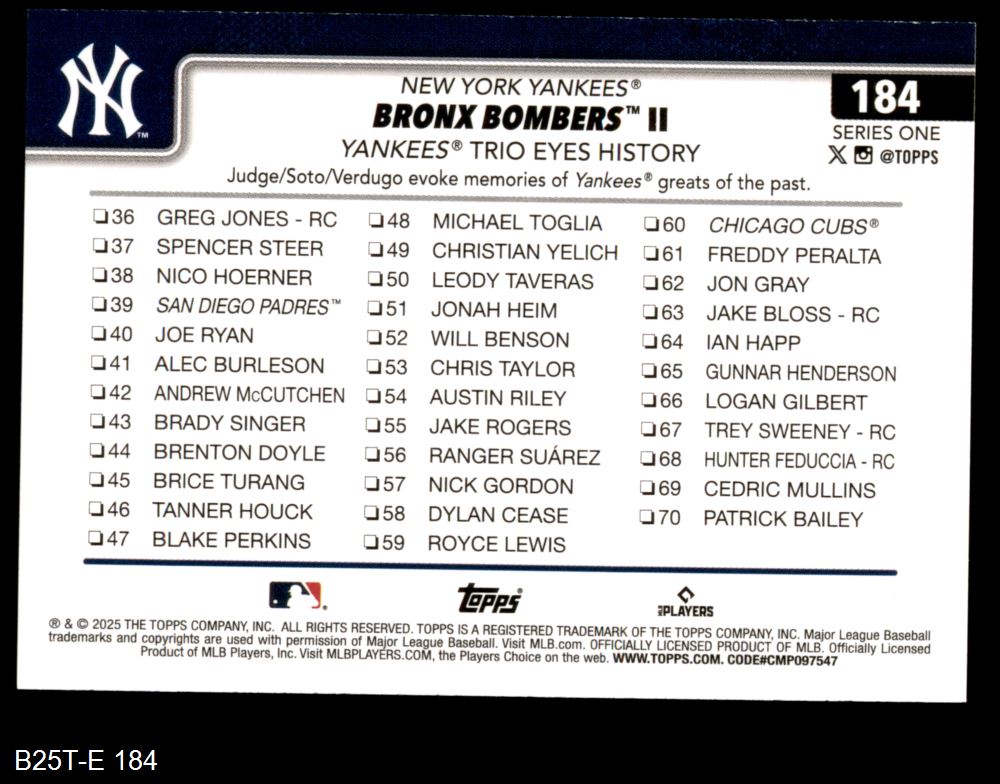 NY
™
NEW YORK YANKEES®
BRONX BOMBERS™ II
YANKEES® TRIO EYES HISTORY
Judge/Soto/Verdugo evoke memories of Yankees® greats of the past.
184
SERIES ONE
X @TOPPS
36 GREG JONES - RC
37 SPENCER STEER
38 NICO HOERNER
39 SAN DIEGO PADRES™
40 JOE RYAN
41 ALEC BURLESON
42 ANDREW McCUTCHEN
43 BRADY SINGER
44 BRENTON DOYLE
45 BRICE TURANG
46 TANNER HOUCK
47 BLAKE PERKINS
48 MICHAEL TOGLIA
49 CHRISTIAN YELICH
50 LEODY TAVERAS
51 JONAH HEIM
52 WILL BENSON
53 CHRIS TAYLOR
54 AUSTIN RILEY
55 JAKE ROGERS
56 RANGER SUÁREZ
57 NICK GORDON
58 DYLAN CEASE
59 ROYCE LEWIS
60 CHICAGO CUBS®
61 FREDDY PERALTA
62 JON GRAY
63 JAKE BLOSS - RC
64 IAN HAPP
65 GUNNAR HENDERSON
66 LOGAN GILBERT
67 TREY SWEENEY - RC
68 HUNTER FEDUCCIA - RC
69 CEDRIC MULLINS
70 PATRICK BAILEY
Topps®
MLB PLAYERS
® & © 2025 THE TOPPS COMPANY, INC. ALL RIGHTS RESERVED. TOPPS IS A REGISTERED TRADEMARK OF THE TOPPS COMPANY, INC. Major League Baseball
trademarks and copyrights are used with permission of Major League Baseball. Visit MLB.com. OFFICIALLY LICENSED PRODUCT OF MLB. Officially Licensed
Product of MLB Players, Inc. Visit MLBPLAYERS.COM, the Players Choice on the web. WWW.TOPPS.COM. CODE#CMP097547
B25T-E 184